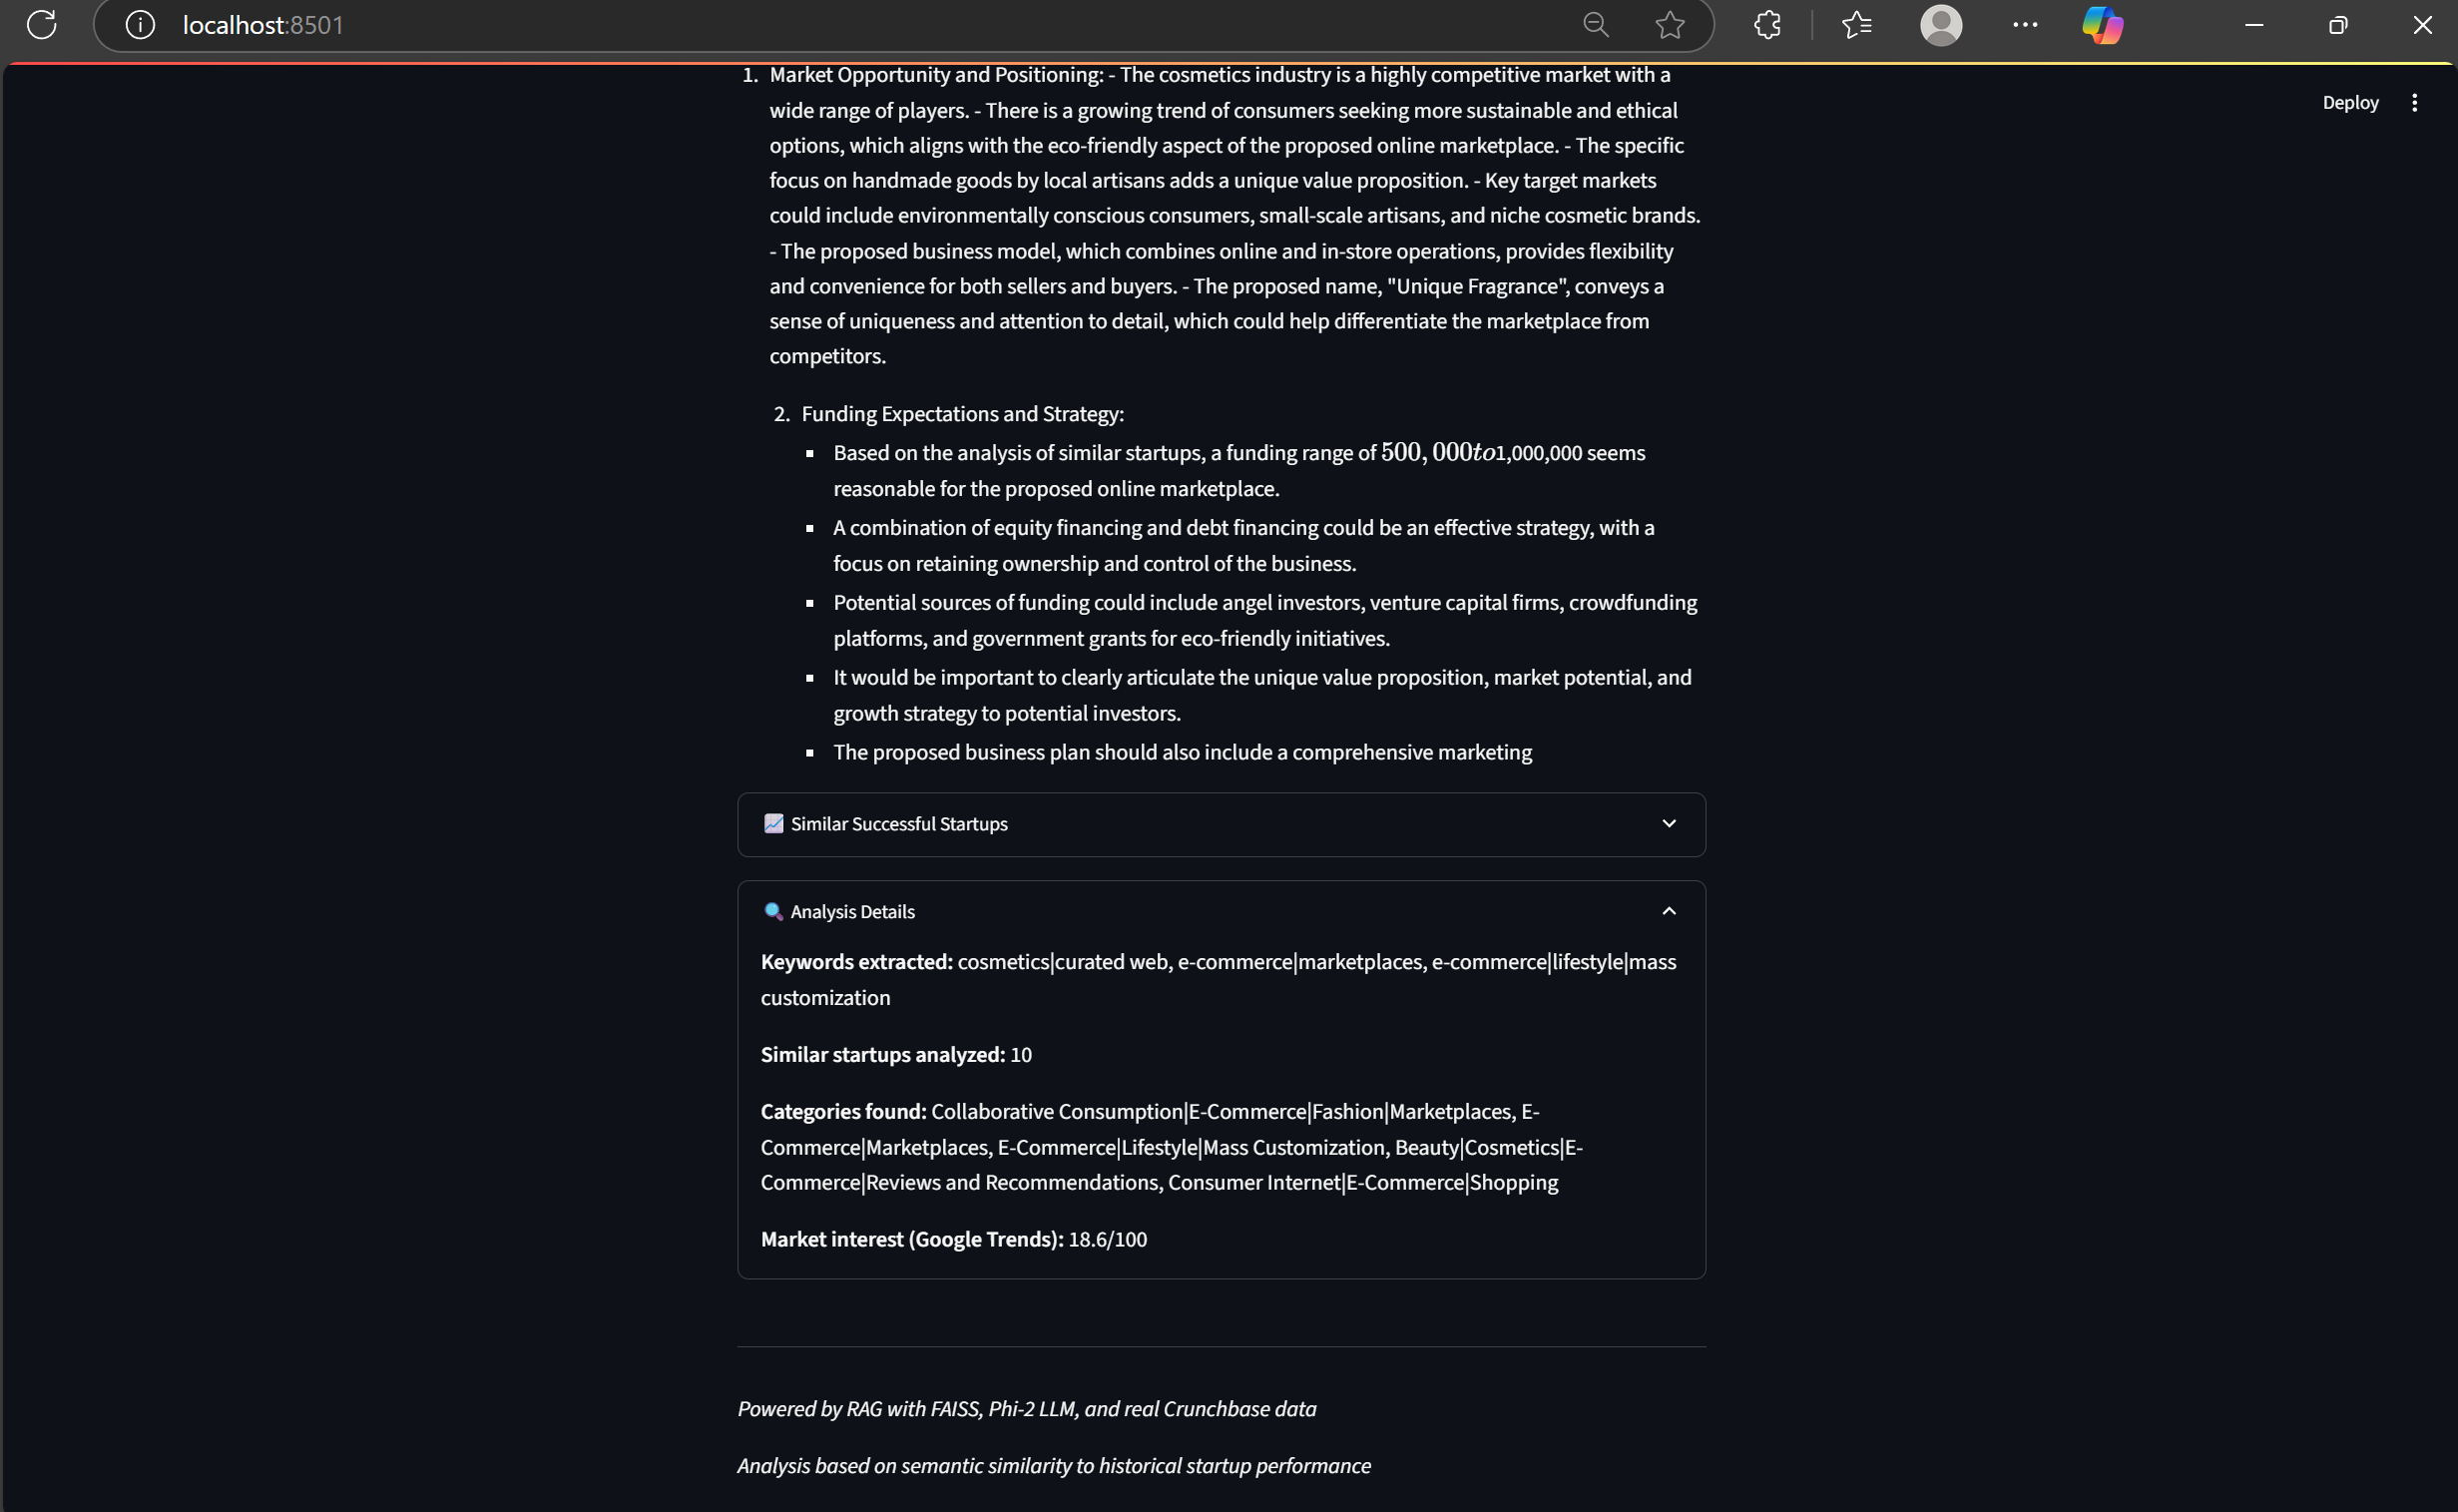 localhost:8501
Deploy
1. Market Opportunity and Positioning: - The cosmetics industry is a highly competitive market with a
wide range of players. - There is a growing trend of consumers seeking more sustainable and ethical
options, which aligns with the eco-friendly aspect of the proposed online marketplace. - The specific
focus on handmade goods by local artisans adds a unique value proposition. - Key target markets
could include environmentally conscious consumers, small-scale artisans, and niche cosmetic brands.
- The proposed business model, which combines online and in-store operations, provides flexibility
and convenience for both sellers and buyers. - The proposed name, "Unique Fragrance", conveys a
sense of uniqueness and attention to detail, which could help differentiate the marketplace from
competitors.
2. Funding Expectations and Strategy:
▪ Based on the analysis of similar startups, a funding range of 500, 000to1,000,000 seems
reasonable for the proposed online marketplace.
▪ A combination of equity financing and debt financing could be an effective strategy, with a
focus on retaining ownership and control of the business.
▪ Potential sources of funding could include angel investors, venture capital firms, crowdfunding
platforms, and government grants for eco-friendly initiatives.
▪ It would be important to clearly articulate the unique value proposition, market potential, and
growth strategy to potential investors.
▪ The proposed business plan should also include a comprehensive marketing
Similar Successful Startups
Analysis Details
Keywords extracted: cosmetics|curated web, e-commerce|marketplaces, e-commerce|lifestyle|mass
customization
Similar startups analyzed: 10
Categories found: Collaborative Consumption|E-Commerce|Fashion|Marketplaces, E-
Commerce|Marketplaces, E-Commerce|Lifestyle|Mass Customization, Beauty|Cosmetics|E-
Commerce|Reviews and Recommendations, Consumer Internet|E-Commerce|Shopping
Market interest (Google Trends): 18.6/100
Powered by RAG with FAISS, Phi-2 LLM, and real Crunchbase data
Analysis based on semantic similarity to historical startup performance